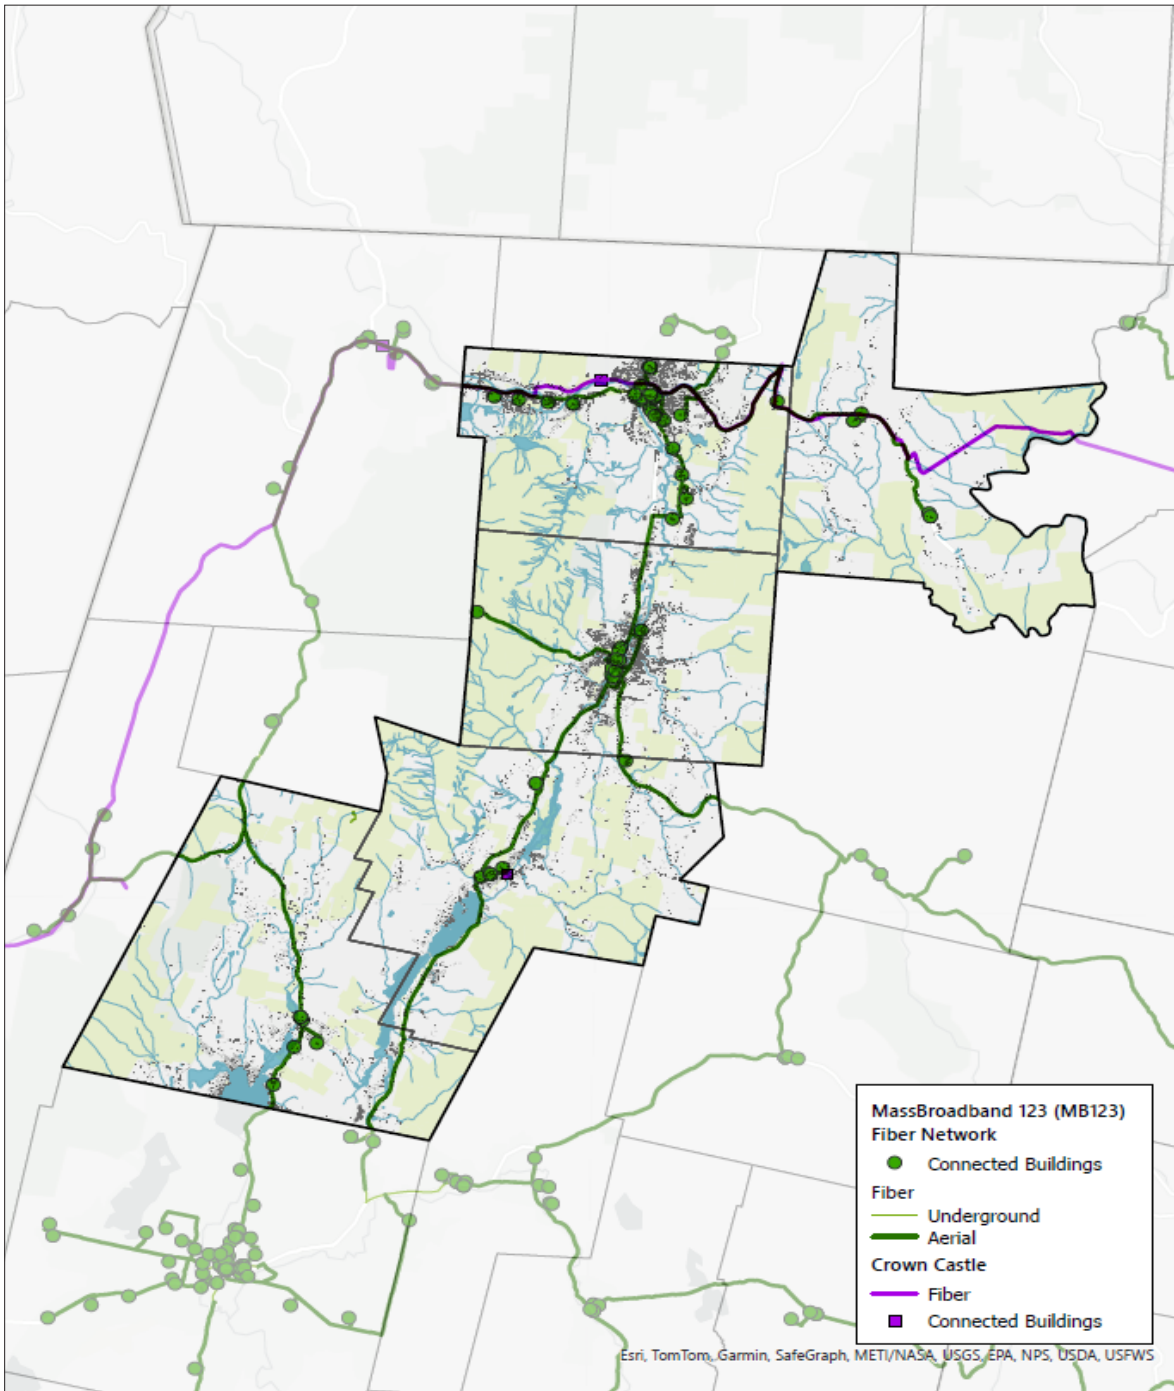 MassBroadband 123 (MB123)
Fiber Network
Connected Buildings
Fiber
Underground
Aerial
Crown Castle
Fiber
Connected Buildings
Esri, TomTom, Garmin, SafeGraph, METI/NASA, USGS, EPA, NPS, USDA, USFWS